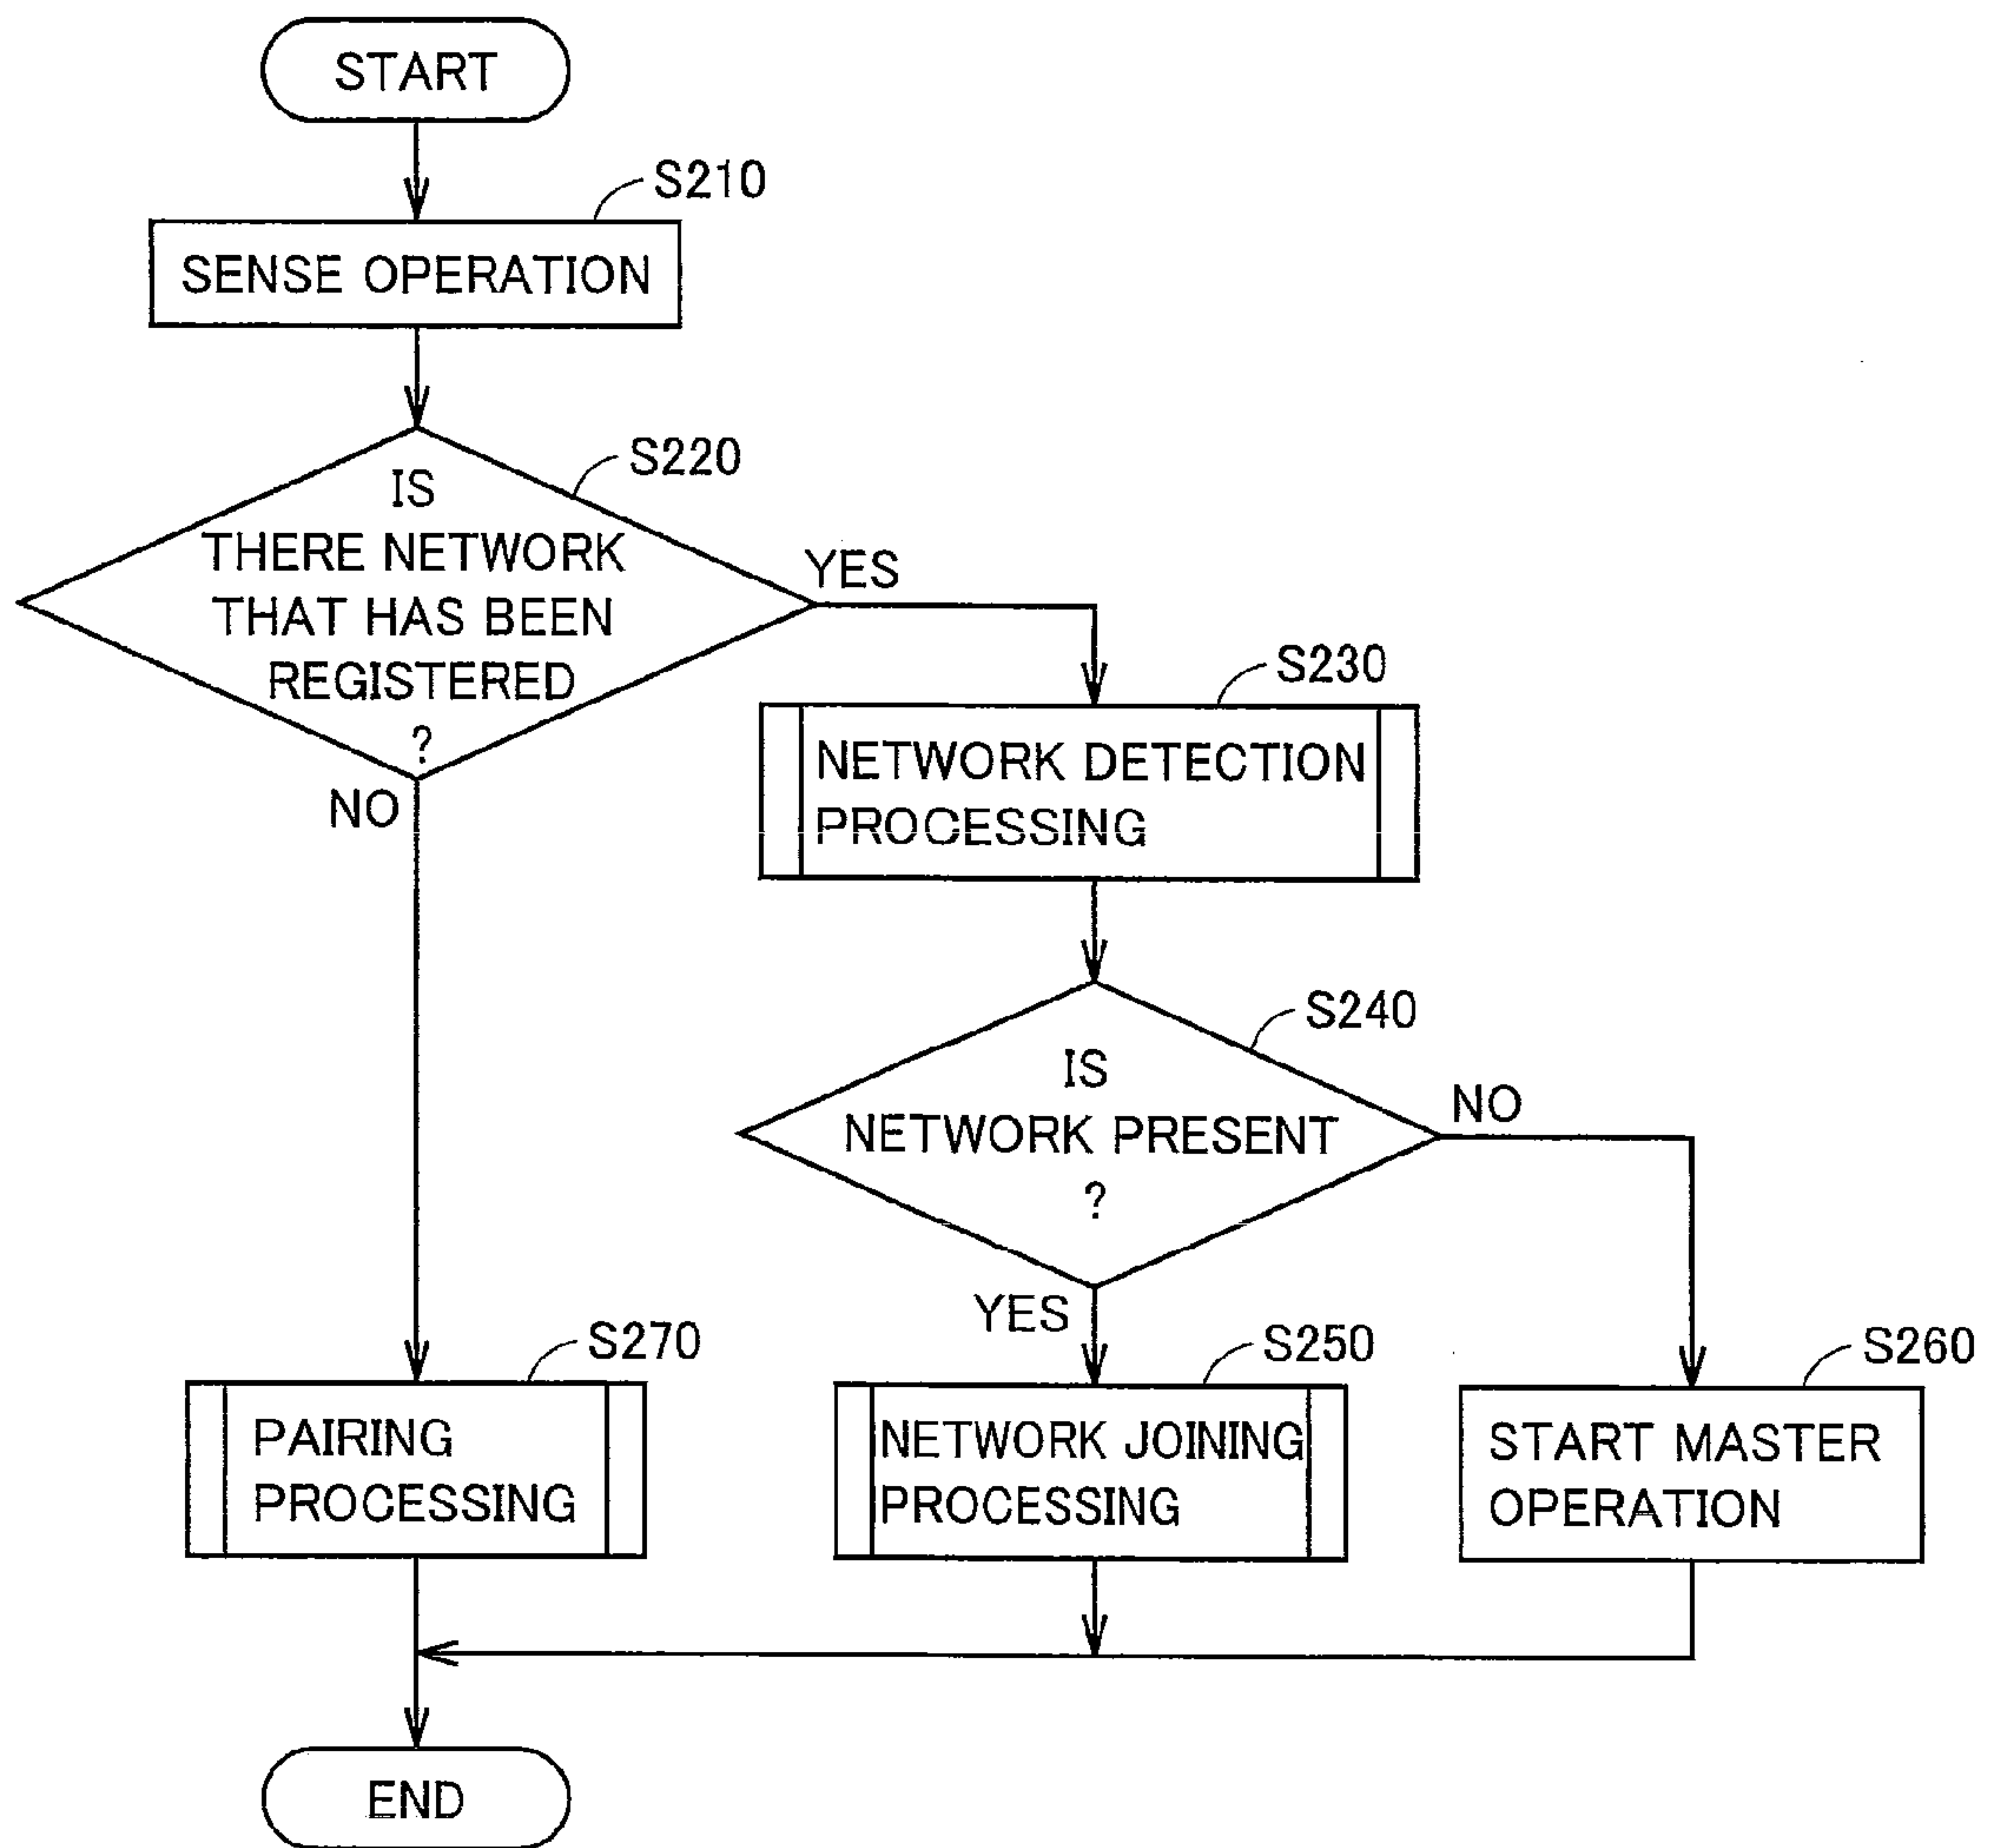 START
S210
SENSE OPERATION
S220
IS
THERE NETWORK
THAT HAS BEEN
REGISTERED
?
YES
NO
S230
NETWORK DETECTION
PROCESSING
S240
IS
NETWORK PRESENT
?
NO
YES
S270
PAIRING
PROCESSING
S250
NETWORK JOINING
PROCESSING
S260
START MASTER
OPERATION
END